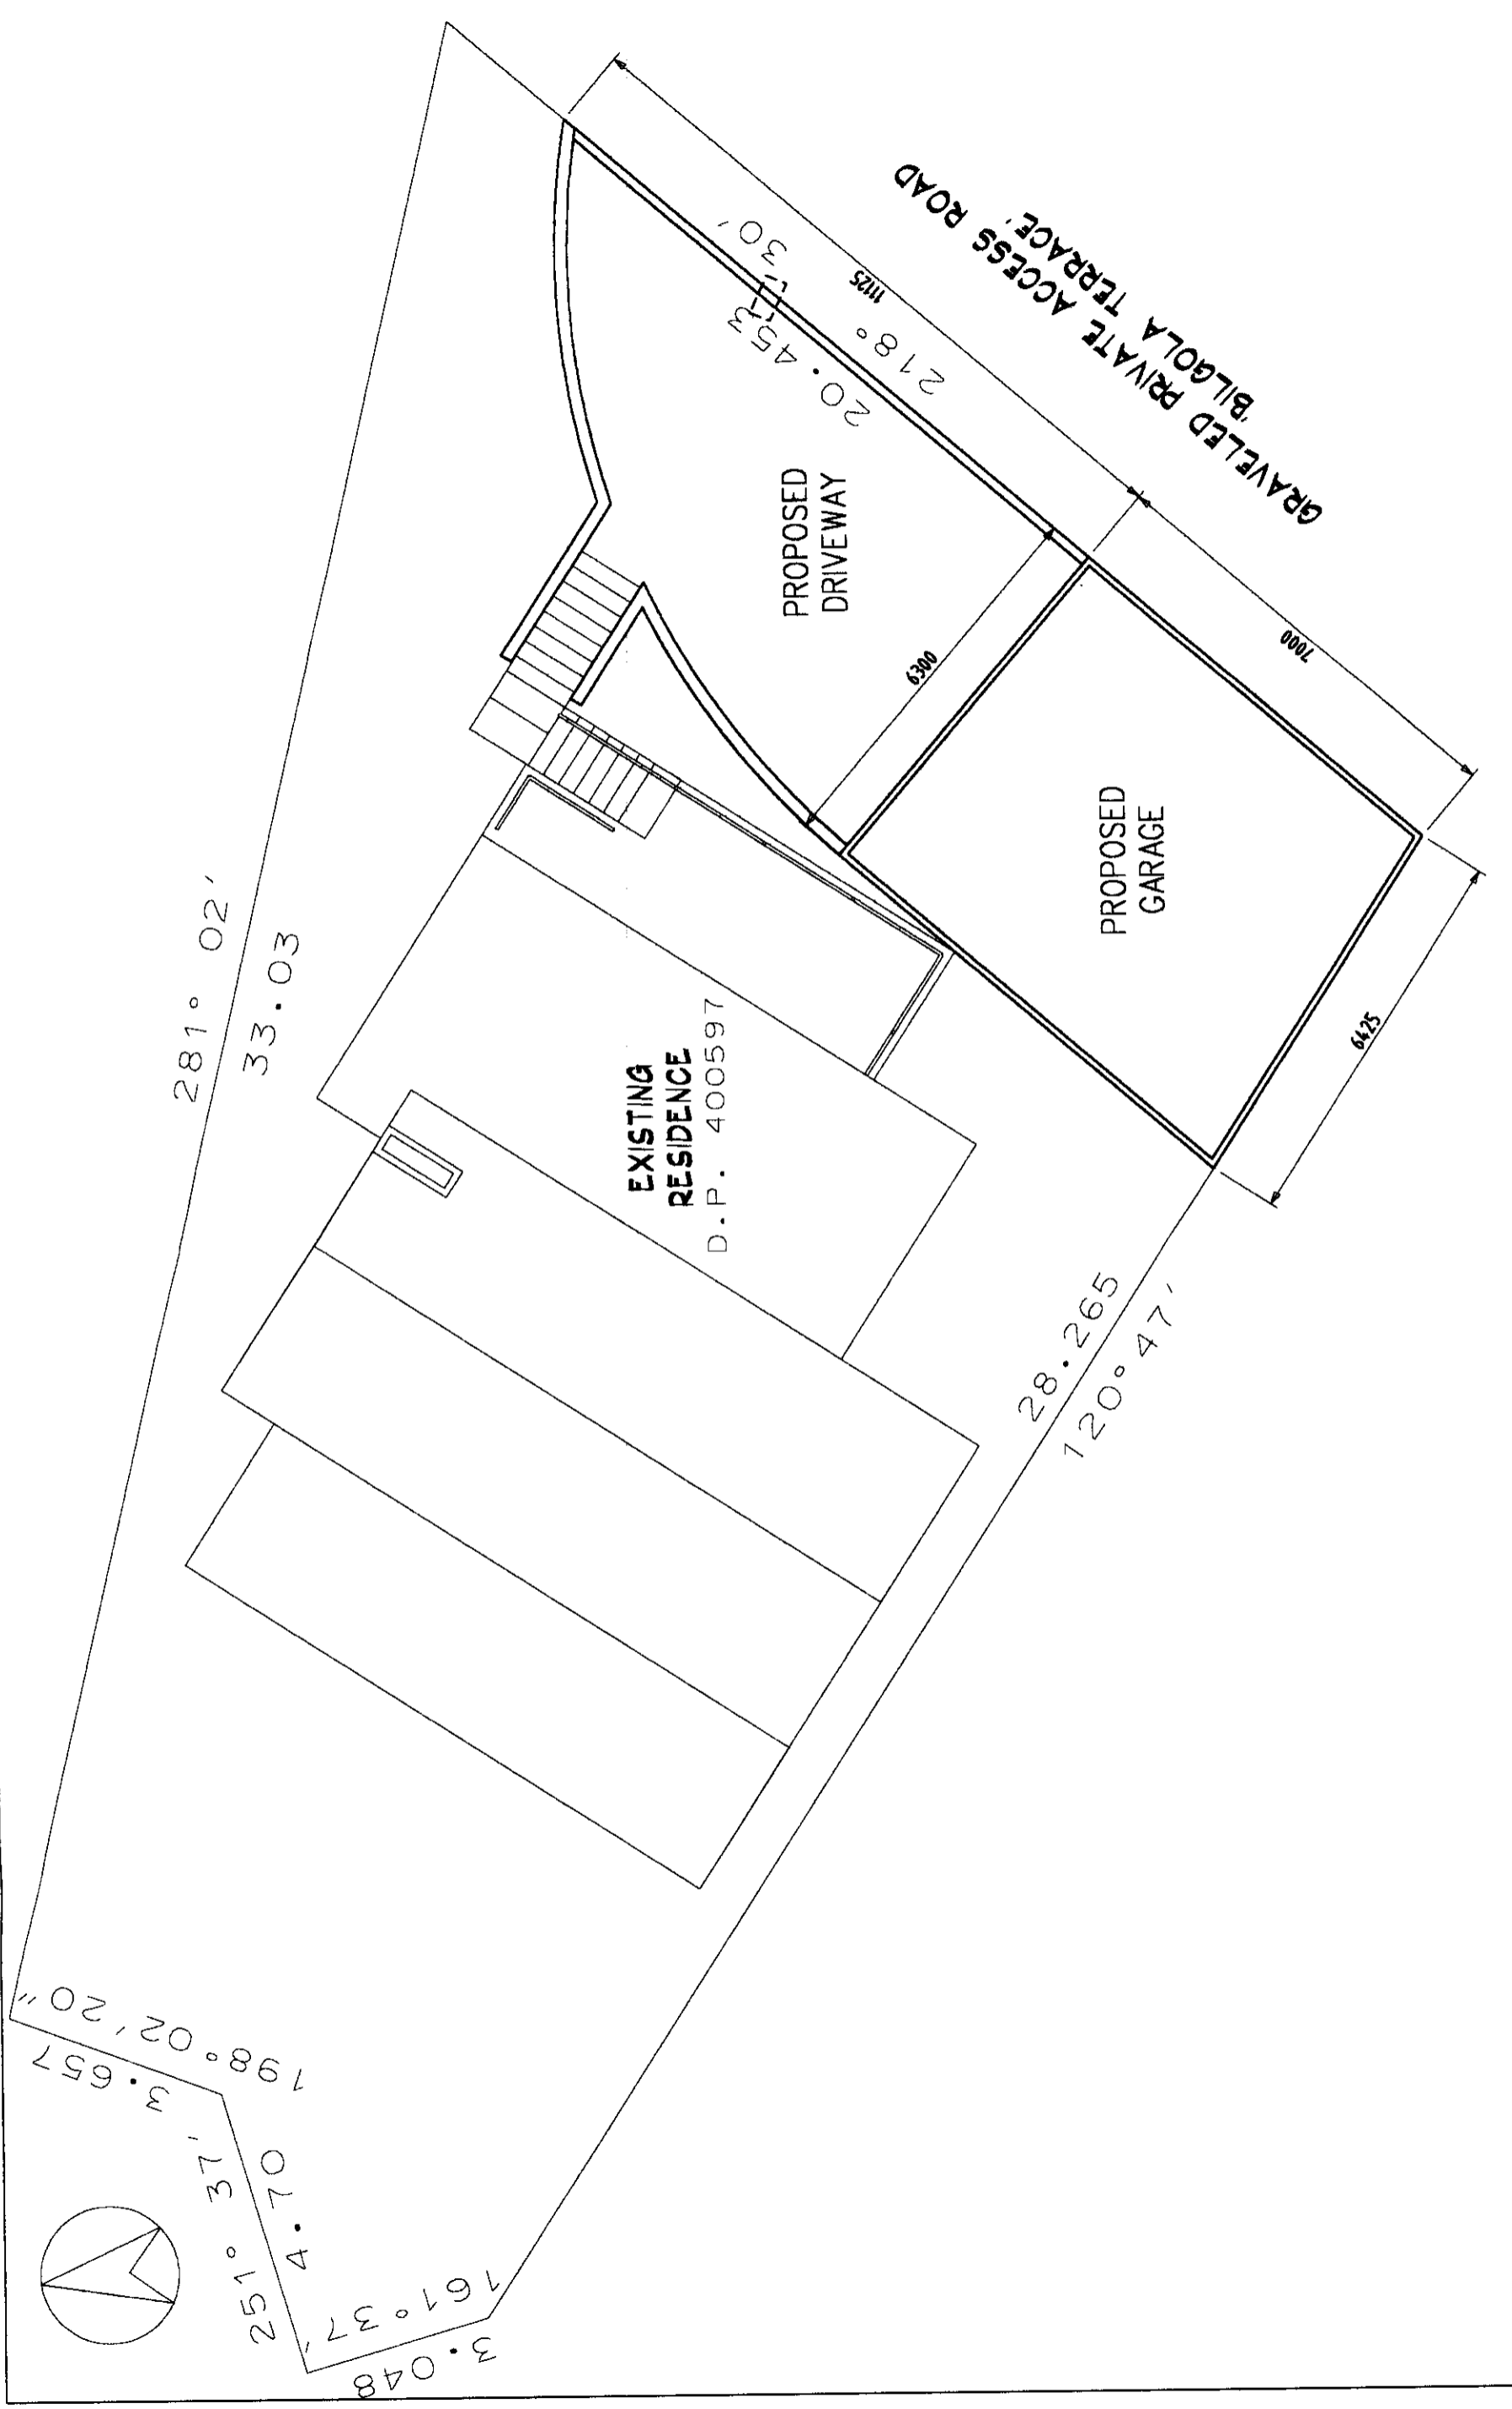 281° 02'
33.03
198° 02' 20"
3.657
251° 37'
4.70
161° 37'
3.048
28.265
120° 47'
20.453
218° 30'
11125
7000
6300
6425
PROPOSED
DRIVEWAY
PROPOSED
GARAGE
EXISTING
RESIDENCE
D.P. 400597
GRAVELLED PRIVATE ACCESS ROAD
'BILGOLA TERRACE'